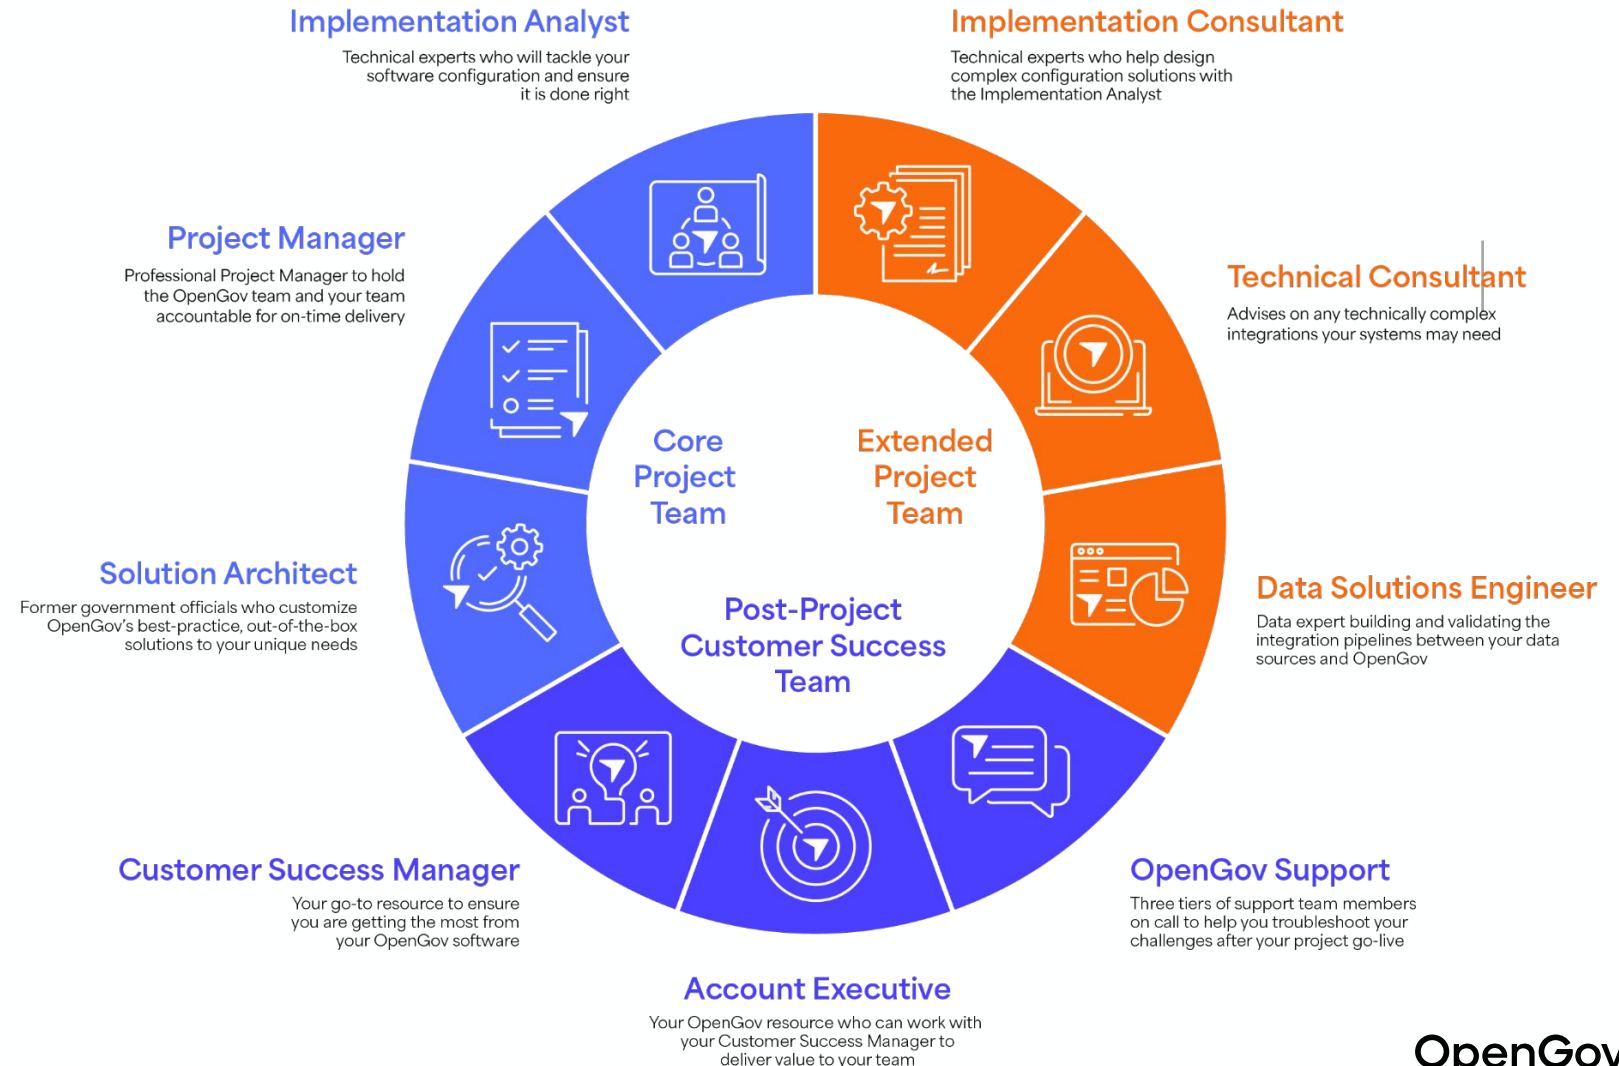 Implementation Analyst
Technical experts who will tackle your
software configuration and ensure
it is done right
Implementation Consultant
Technical experts who help design
complex configuration solutions with
the Implementation Analyst
Project Manager
Professional Project Manager to hold
the OpenGov team and your team
accountable for on-time delivery
Technical Consultant
Advises on any technically complex
integrations your systems may need
Core
Project
Team
Extended
Project
Team
Solution Architect
Former government officials who customize
OpenGov's best-practice, out-of-the-box
solutions to your unique needs
Data Solutions Engineer
Data expert building and validating the
integration pipelines between your data
sources and OpenGov
Post-Project
Customer Success
Team
Customer Success Manager
Your go-to resource to ensure
you are getting the most from
your OpenGov software
OpenGov Support
Three tiers of support team members
on call to help you troubleshoot your
challenges after your project go-live
Account Executive
Your OpenGov resource who can work with
your Customer Success Manager to
deliver value to your team
OpenGov